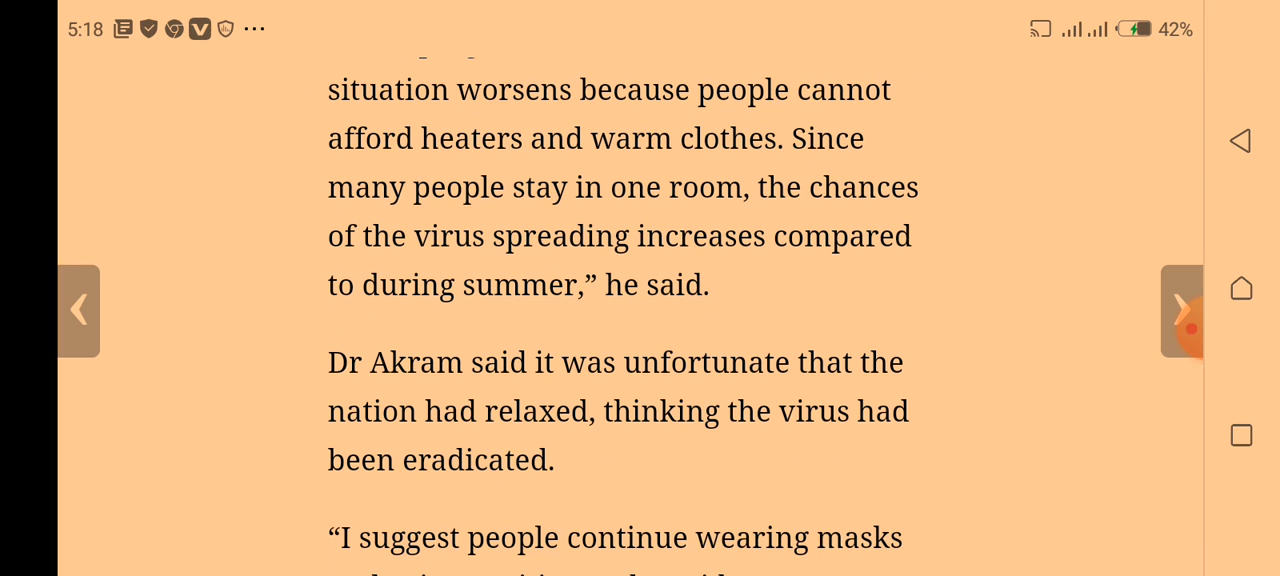 5:18
42%
situation worsens because people cannot
afford heaters and warm clothes. Since
many people stay in one room, the chances
of the virus spreading increases compared
to during summer,” he said.
Dr Akram said it was unfortunate that the
nation had relaxed, thinking the virus had
been eradicated.
“I suggest people continue wearing masks